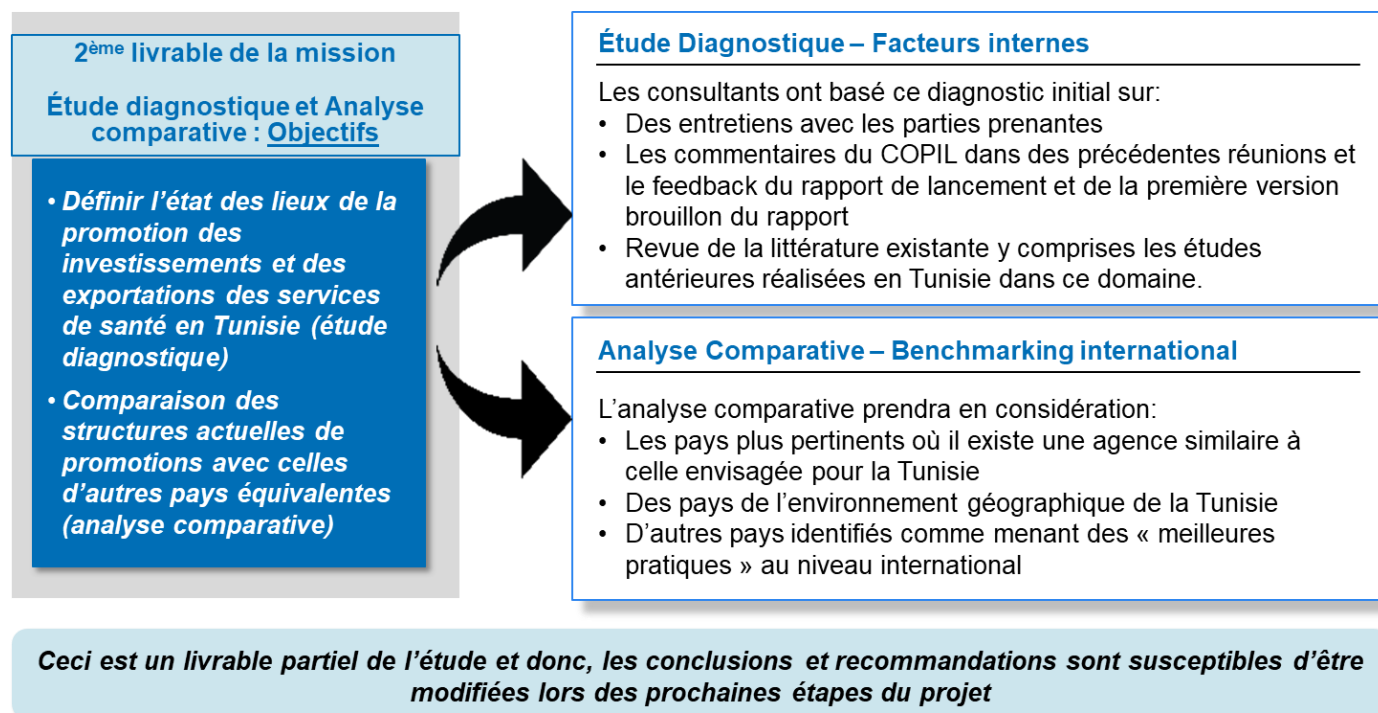 2ème livrable de la mission
Étude diagnostique et Analyse
comparative : Objectifs
• Définir l’état des lieux de la
promotion des
investissements et des
exportations des services
de santé en Tunisie (étude
diagnostique)
• Comparaison des
structures actuelles de
promotions avec celles
d’autres pays équivalentes
(analyse comparative)
Étude Diagnostique – Facteurs internes
Les consultants ont basé ce diagnostic initial sur:
• Des entretiens avec les parties prenantes
• Les commentaires du COPIL dans des précédentes réunions et
le feedback du rapport de lancement et de la première version
brouillon du rapport
• Revue de la littérature existante y comprises les études
antérieures réalisées en Tunisie dans ce domaine.
Analyse Comparative – Benchmarking international
L’analyse comparative prendra en considération:
• Les pays plus pertinents où il existe une agence similaire à
celle envisagée pour la Tunisie
• Des pays de l’environnement géographique de la Tunisie
• D’autres pays identifiés comme menant des « meilleures
pratiques » au niveau international
Ceci est un livrable partiel de l’étude et donc, les conclusions et recommandations sont susceptibles d’être
modifiées lors des prochaines étapes du projet